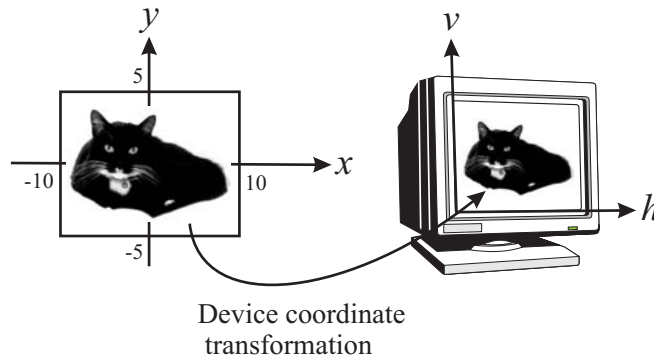 y
5
-10
10
x
-5
v
h
Device coordinate
transformation